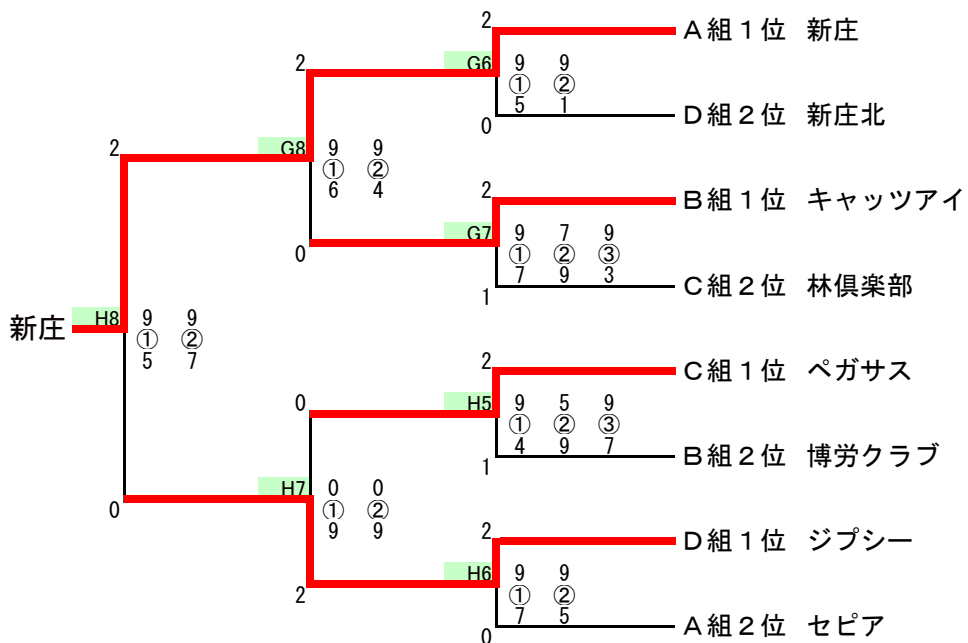 2
A組1位 新庄
G6
2
9 9
① ②
5 1
D組2位 新庄北
0
2
G8
9 9
① ②
6 4
2
B組1位 キャッツアイ
G7
0
9 7 9
① ② ③
7 9 3
C組2位 林倶楽部
1
新庄
H8
9 9
① ②
5 7
2
C組1位 ペガサス
0
H5
9 5 9
① ② ③
4 9 7
B組2位 博労クラブ
1
H7
0
0 0
① ②
9 9
2
D組1位 ジプシー
H6
2
9 9
① ②
7 5
A組2位 セピア
0